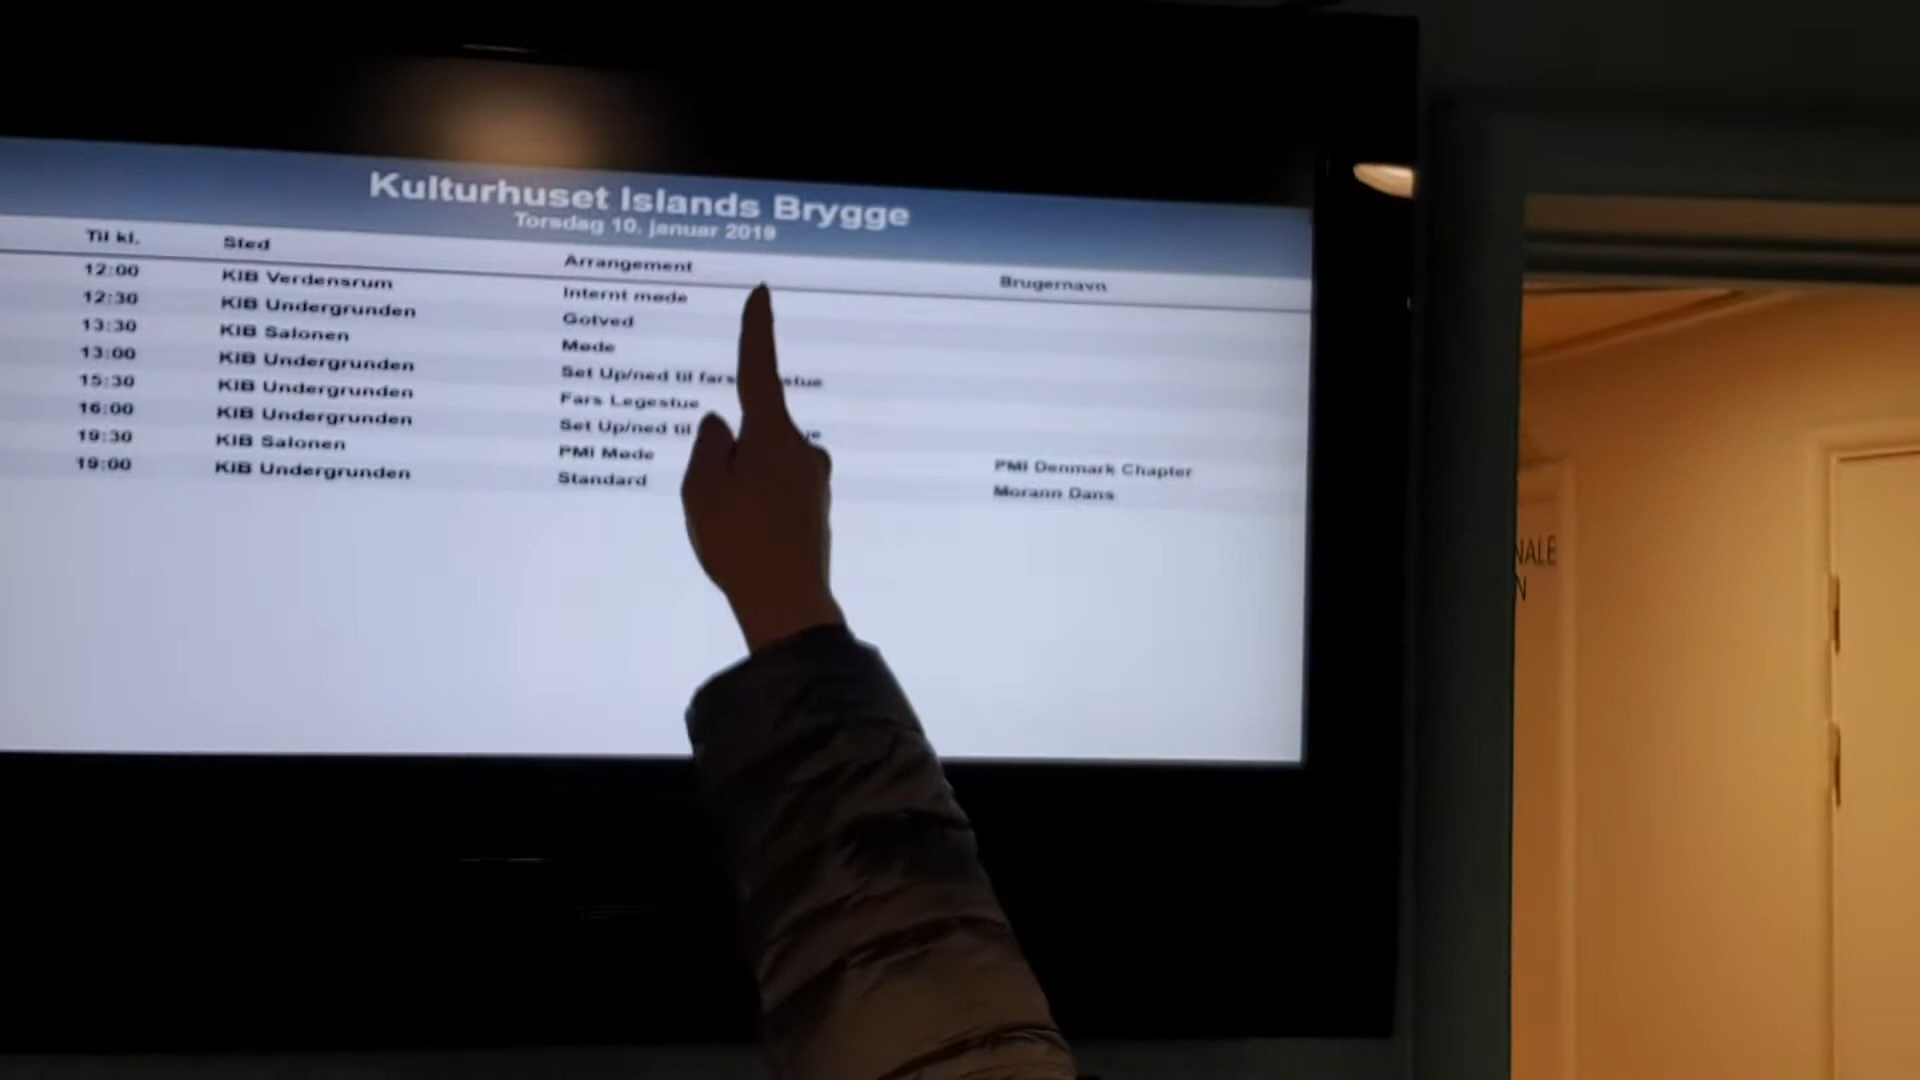 Kulturhuset Islands Brygge
Torsdag 10. januar 2019
Til kl. Sted Arrangement Brugernavn
12:00 KIB Verdensrum Internt møde
12:30 KIB Undergrunden Gotved
13:30 KIB Salonen Møde
13:00 KIB Undergrunden Set Up/ned til
15:30 KIB Undergrunden Fars Legestue
16:00 KIB Undergrunden Set Up/ned til
19:30 KIB Salonen PMI Møde PMI Denmark Chapter
19:00 KIB Undergrunden Standard Morann Dans
NALE
N